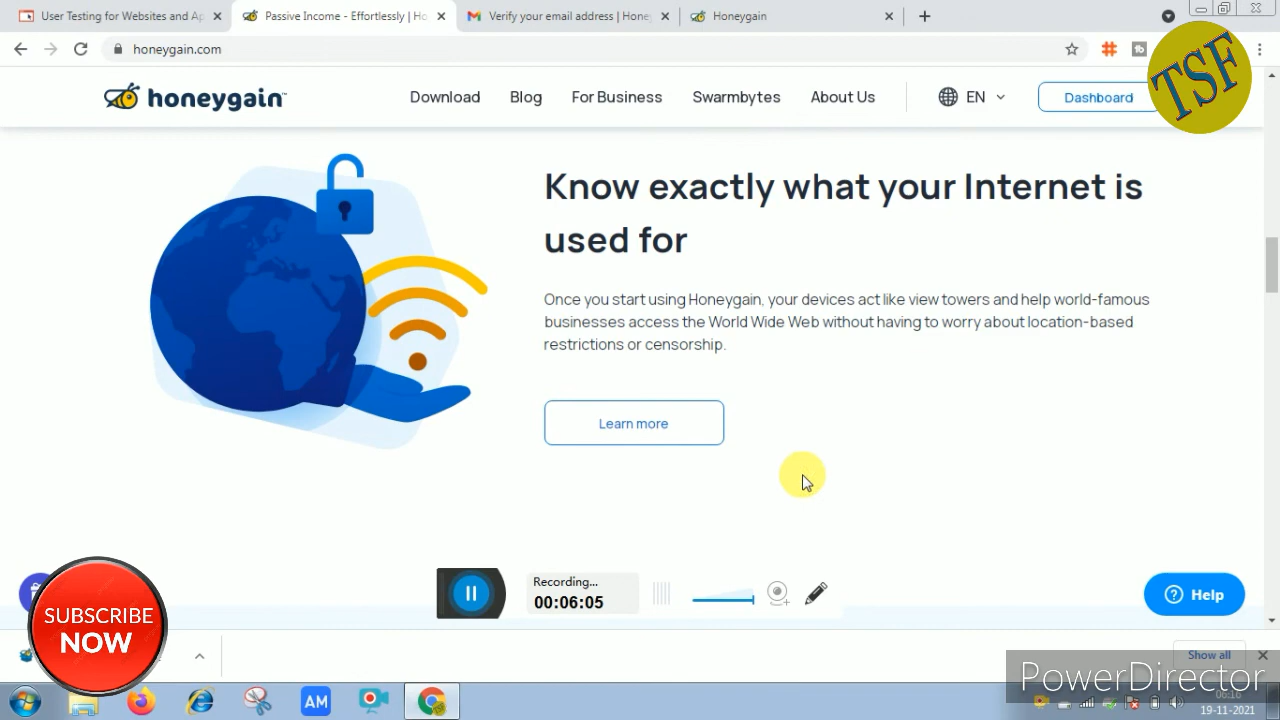 User Testing for Websites and Ap
Passive Income - Effortlessly | Ho
Verify your email address | Hone
Honeygain
honeygain.com
honeygain
Download
Blog
For Business
Swarmbytes
About Us
EN
Dashboard
TSF
Know exactly what your Internet is
used for
Once you start using Honeygain, your devices act like view towers and help world-famous
businesses access the World Wide Web without having to worry about location-based
restrictions or censorship.
Learn more
Recording...
00:06:05
Help
SUBSCRIBE
NOW
Show all
PowerDirector
AM
06:16
19-11-2021